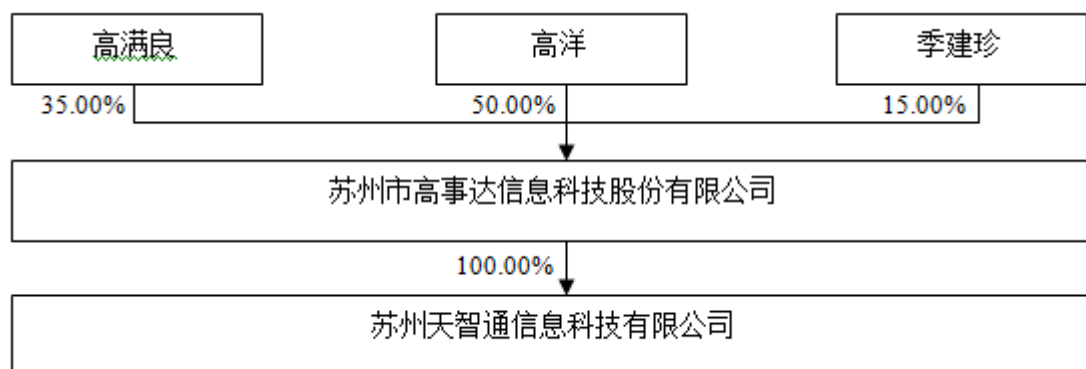 高满良 高洋 季建珍
35.00% 50.00% 15.00%
苏州市高事达信息科技股份有限公司
100.00%
苏州天智通信息科技有限公司